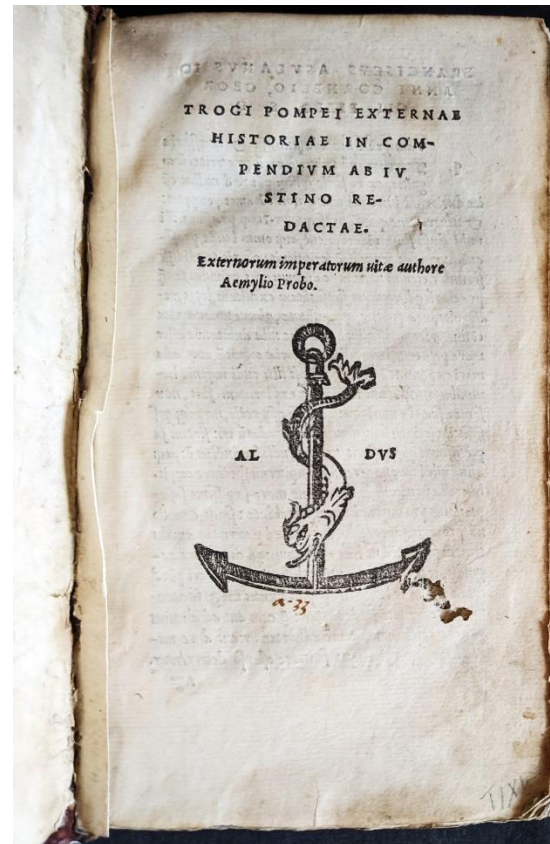 TROGI POMPEI EXTERNAE
HISTORIAE IN COM-
PENDIVM AB IV
STINO RE-
DACTAE.
Externorum imperatorum uitæ authore
Aemylio Probo.
AL DVS
a-33